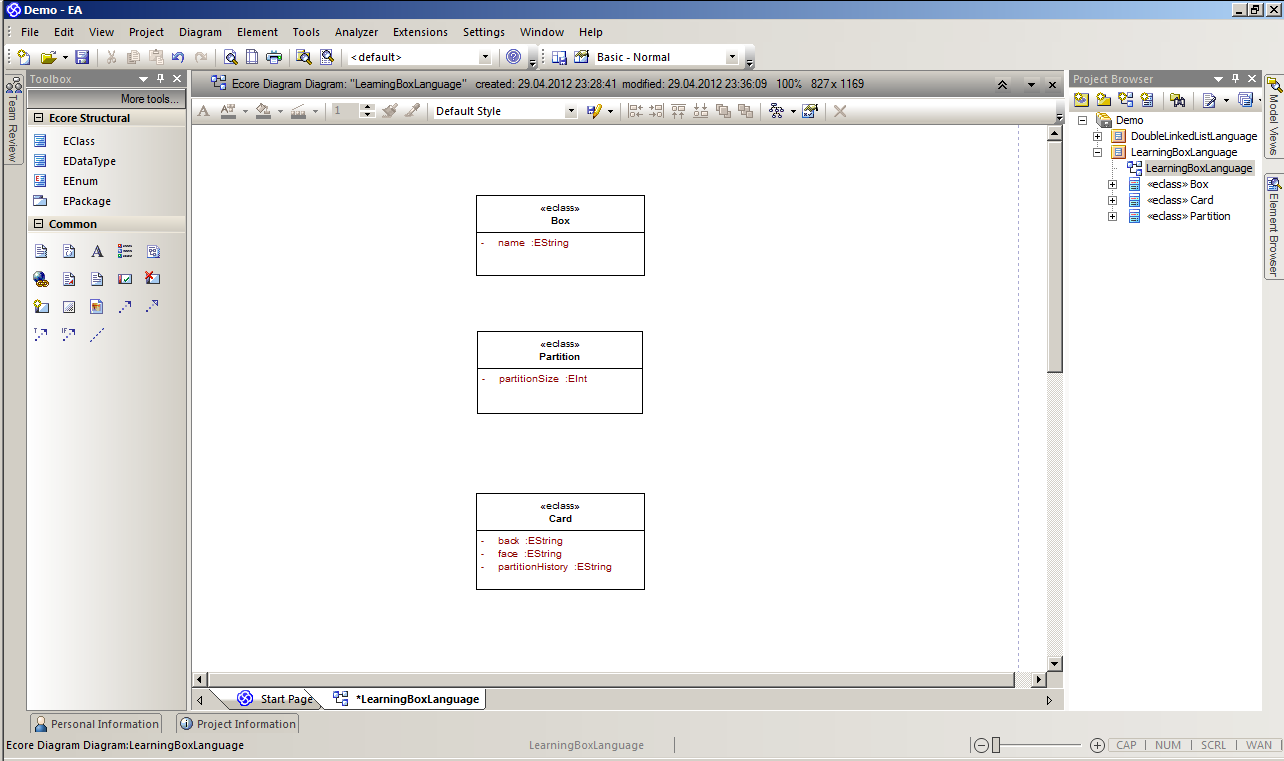 Demo - EA
File Edit View Project Diagram Element Tools Analyzer Extensions Settings Window Help
<default>
Basic - Normal
Team Review
Toolbox
More tools...
Ecore Structural
EClass
EDataType
EEnum
EPackage
Common
Ecore Diagram Diagram: "LearningBoxLanguage" created: 29.04.2012 23:28:41 modified: 29.04.2012 23:36:09 100% 827 x 1169
1
Default Style
«eclass»
Box
- name :EString
«eclass»
Partition
- partitionSize :EInt
«eclass»
Card
- back :EString
- face :EString
- partitionHistory :EString
Start Page
*LearningBoxLanguage
Project Browser
Demo
DoubleLinkedListLanguage
LearningBoxLanguage
LearningBoxLanguage
«eclass» Box
«eclass» Card
«eclass» Partition
Model Views
Element Browser
Personal Information
Project Information
Ecore Diagram Diagram:LearningBoxLanguage
LearningBoxLanguage
CAP NUM SCRL WAN